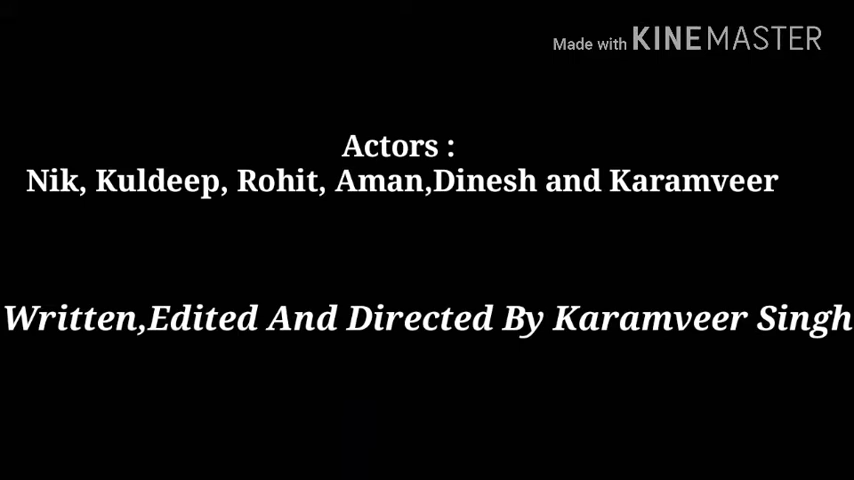 Made with KINEMASTER
Actors :
Nik, Kuldeep, Rohit, Aman,Dinesh and Karamveer
Written,Edited And Directed By Karamveer Singh